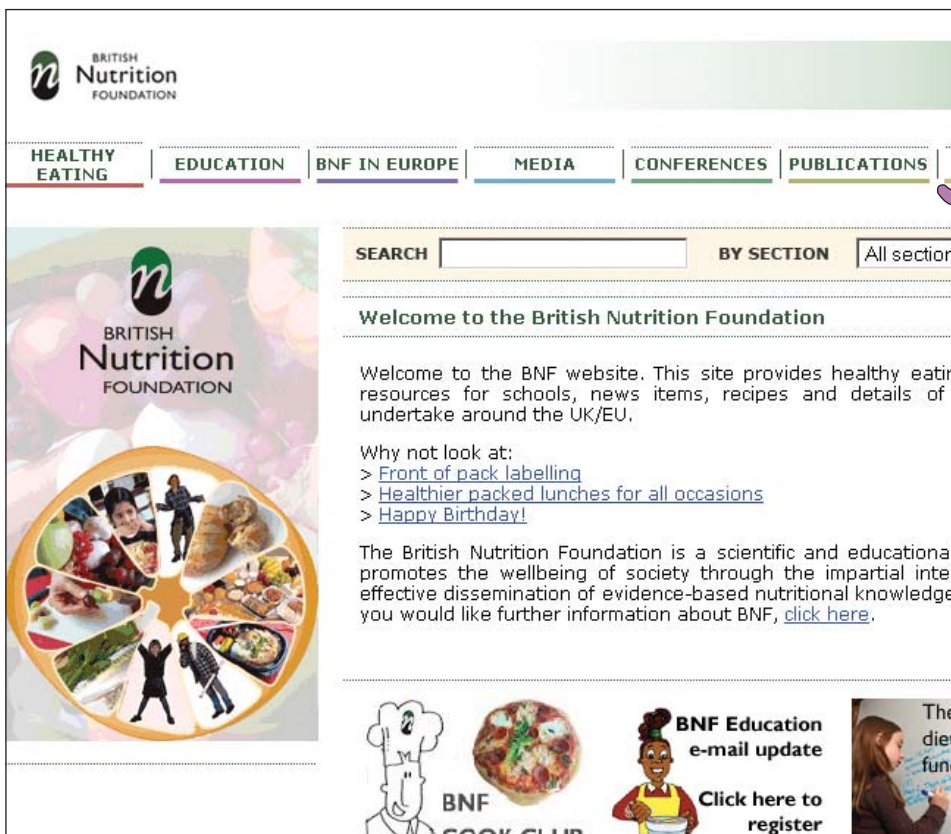 BRITISH
Nutrition
FOUNDATION
HEALTHY
EATING
EDUCATION
BNF IN EUROPE
MEDIA
CONFERENCES
PUBLICATIONS
BRITISH
Nutrition
FOUNDATION
SEARCH
BY SECTION
All section
Welcome to the British Nutrition Foundation
Welcome to the BNF website. This site provides healthy eatin
resources for schools, news items, recipes and details of
undertake around the UK/EU.
Why not look at:
> Front of pack labelling
> Healthier packed lunches for all occasions
> Happy Birthday!
The British Nutrition Foundation is a scientific and educationa
promotes the wellbeing of society through the impartial inte
effective dissemination of evidence-based nutritional knowledge
you would like further information about BNF, click here.
BNF
COOK CLUB
BNF Education
e-mail update
Click here to
register
The
die
fun